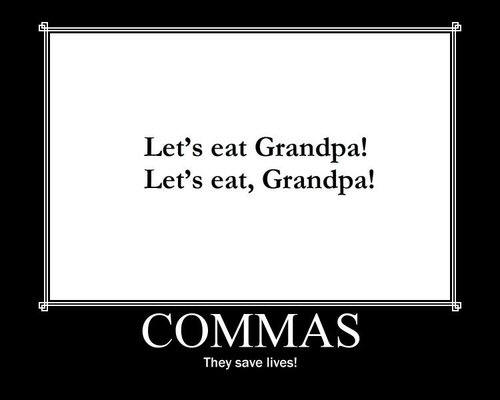 Let’s eat Grandpa!
Let’s eat, Grandpa!
COMMAS
They save lives!